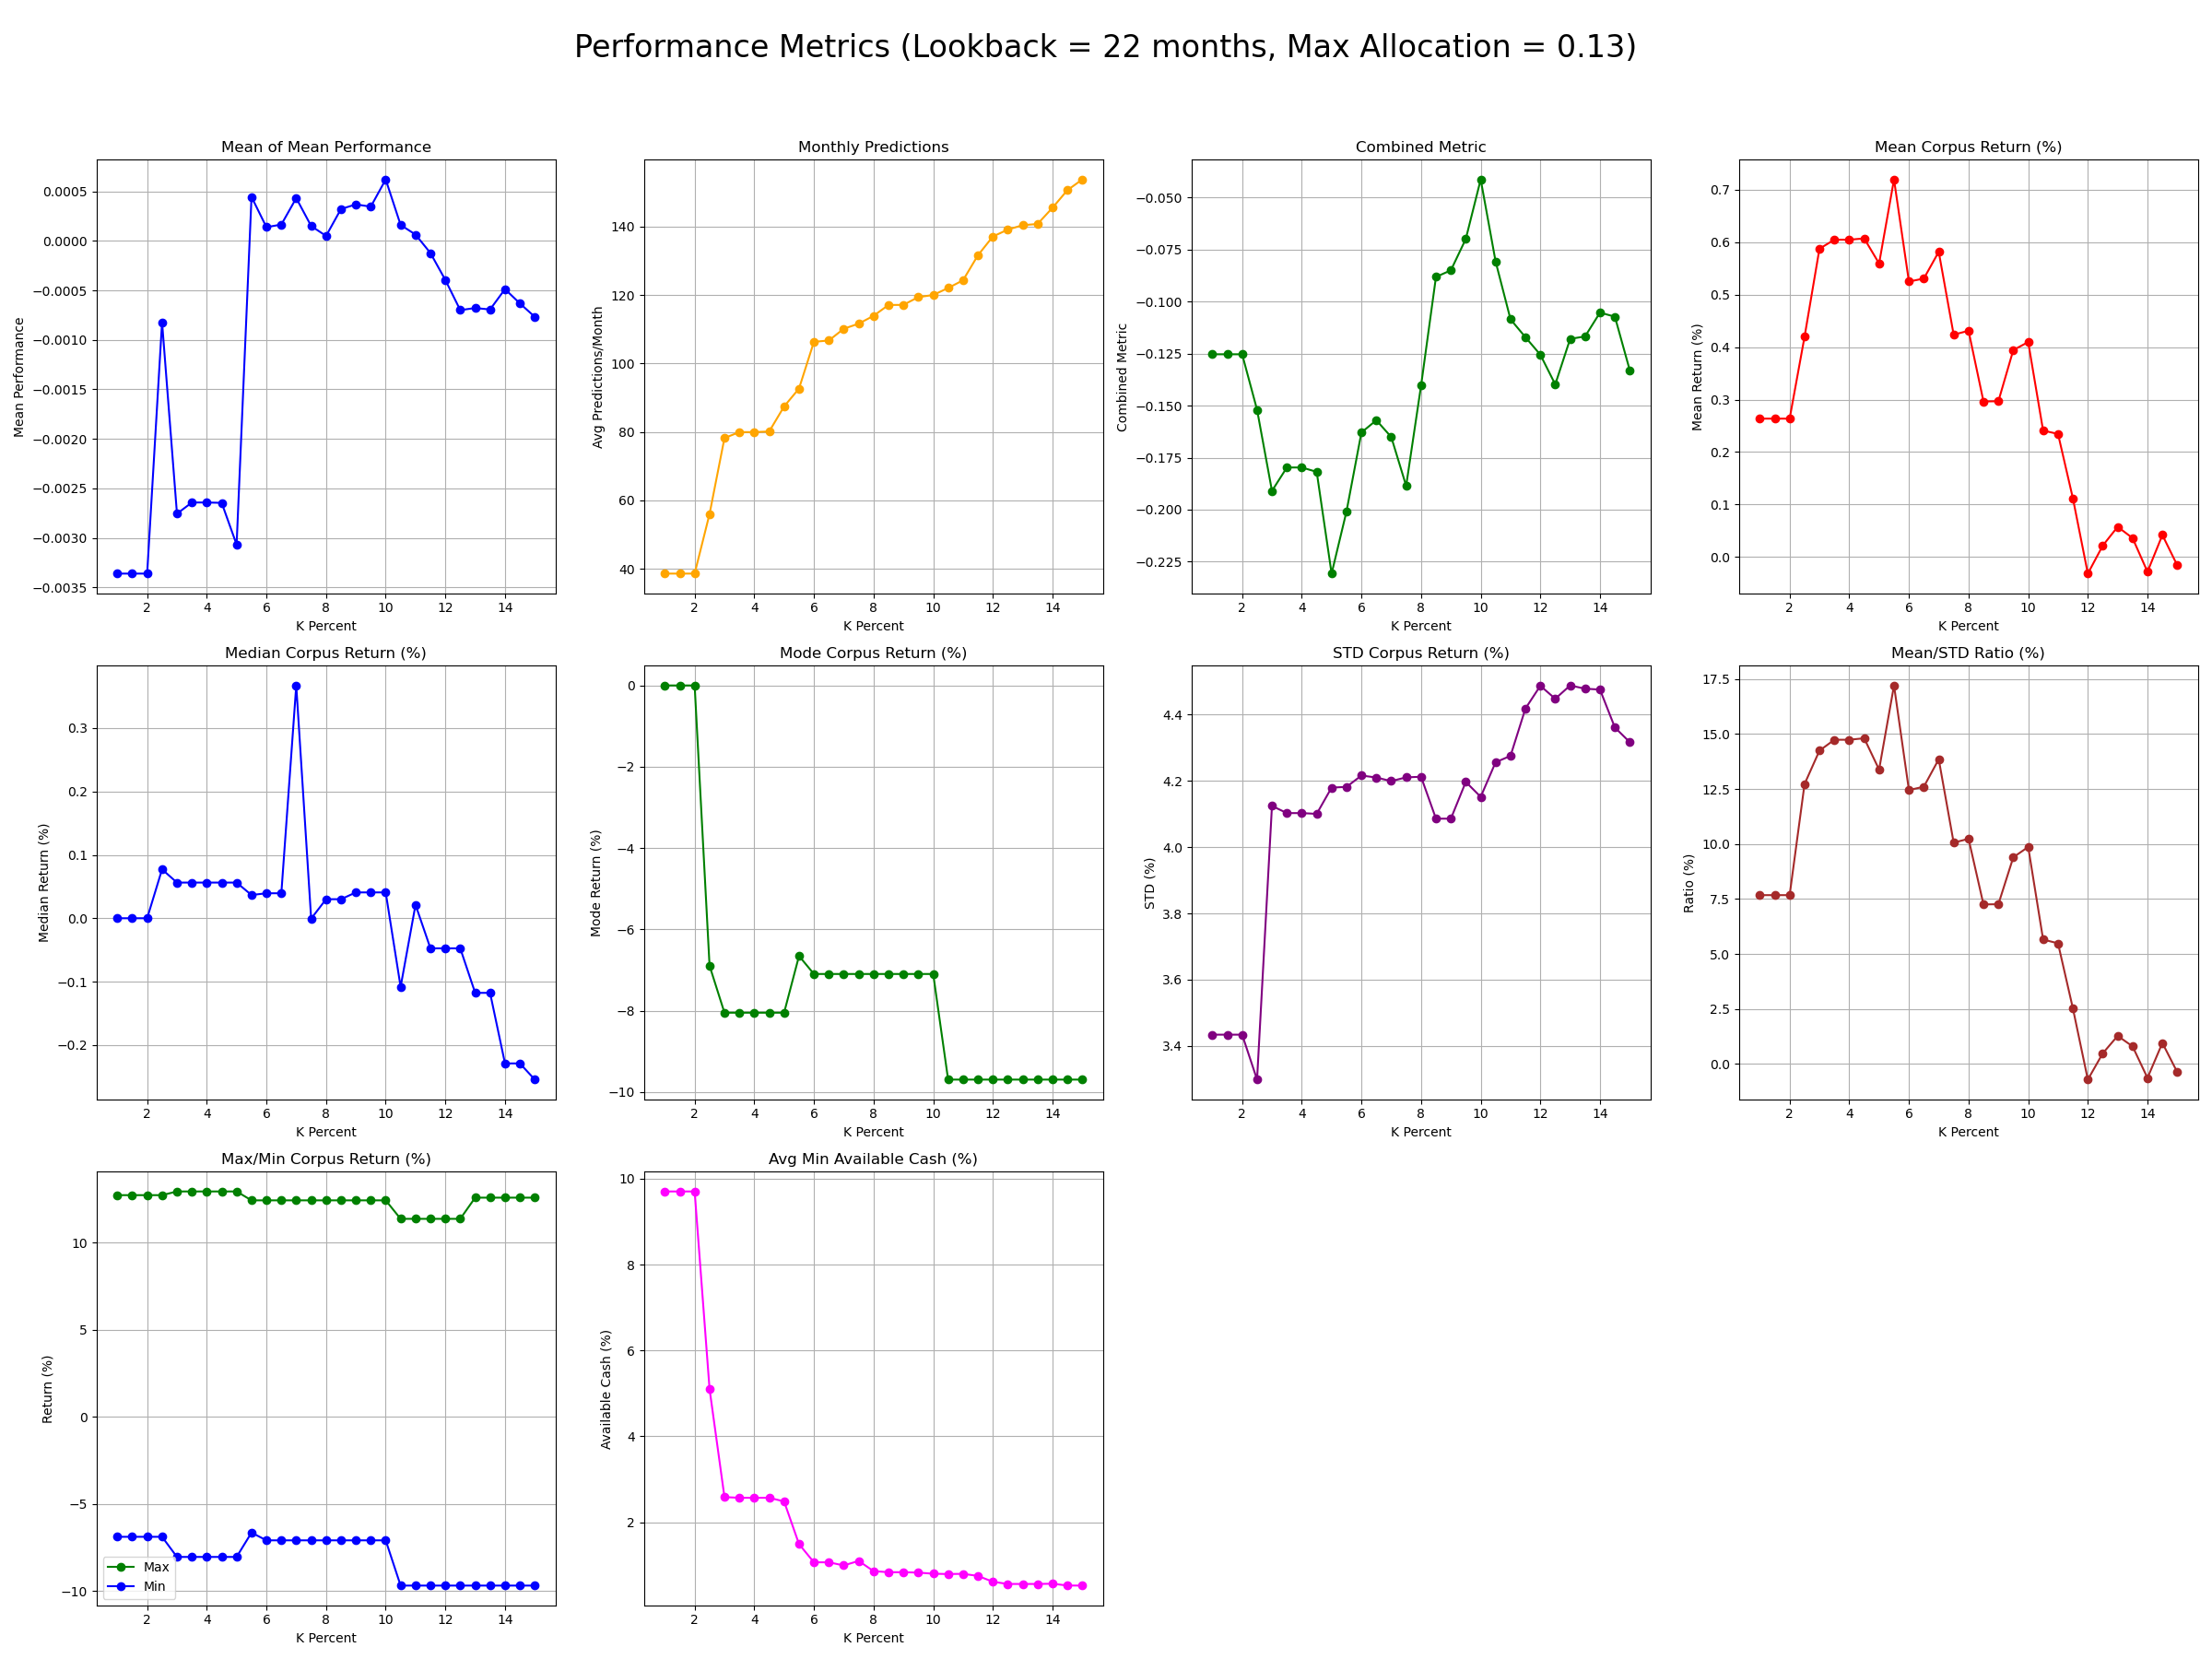 Performance Metrics (Lookback = 22 months, Max Allocation = 0.13)
Mean of Mean Performance
Mean Performance
0.0005
0.0000
−0.0005
−0.0010
−0.0015
−0.0020
−0.0025
−0.0030
−0.0035
2 4 6 8 10 12 14
K Percent
Monthly Predictions
Avg Predictions/Month
140
120
100
80
60
40
2 4 6 8 10 12 14
K Percent
Combined Metric
Combined Metric
−0.050
−0.075
−0.100
−0.125
−0.150
−0.175
−0.200
−0.225
2 4 6 8 10 12 14
K Percent
Mean Corpus Return (%)
Mean Return (%)
0.7
0.6
0.5
0.4
0.3
0.2
0.1
0.0
2 4 6 8 10 12 14
K Percent
Median Corpus Return (%)
Median Return (%)
0.3
0.2
0.1
0.0
−0.1
−0.2
2 4 6 8 10 12 14
K Percent
Mode Corpus Return (%)
Mode Return (%)
0
−2
−4
−6
−8
−10
2 4 6 8 10 12 14
K Percent
STD Corpus Return (%)
STD (%)
4.4
4.2
4.0
3.8
3.6
3.4
2 4 6 8 10 12 14
K Percent
Mean/STD Ratio (%)
Ratio (%)
17.5
15.0
12.5
10.0
7.5
5.0
2.5
0.0
2 4 6 8 10 12 14
K Percent
Max/Min Corpus Return (%)
Return (%)
10
5
0
−5
−10
Max
Min
2 4 6 8 10 12 14
K Percent
Avg Min Available Cash (%)
Available Cash (%)
10
8
6
4
2
2 4 6 8 10 12 14
K Percent